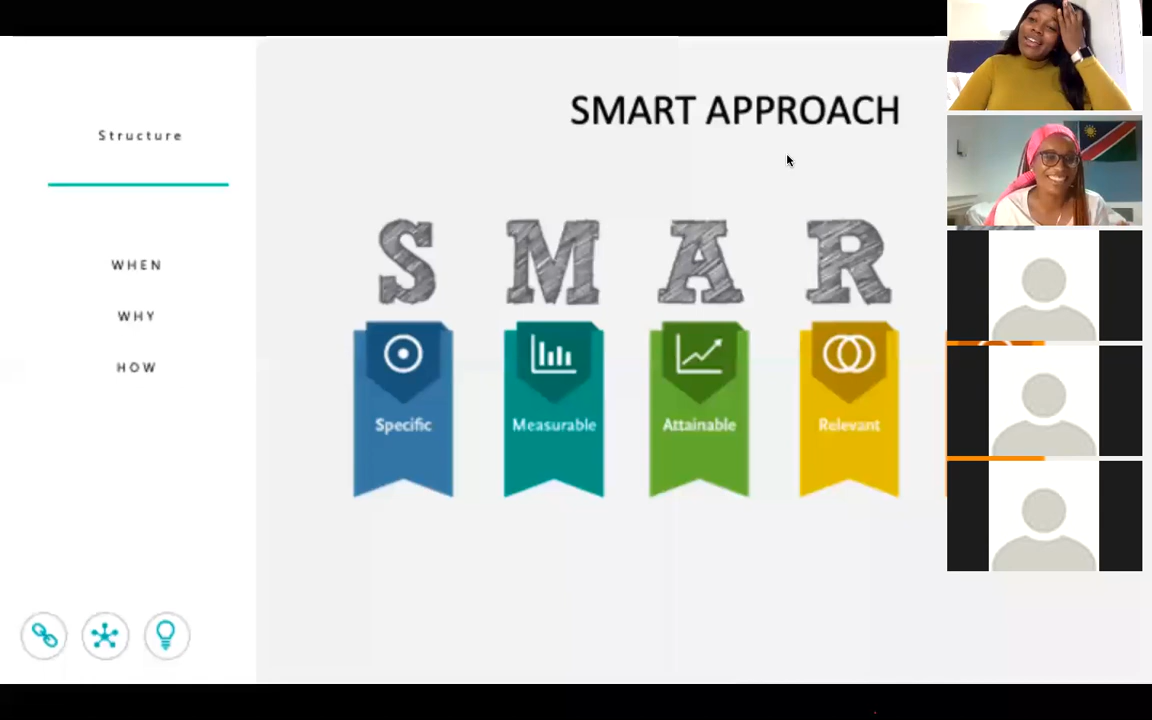 Structure
WHEN
WHY
HOW
SMART APPROACH
S M A R
Specific Measurable Attainable Relevant